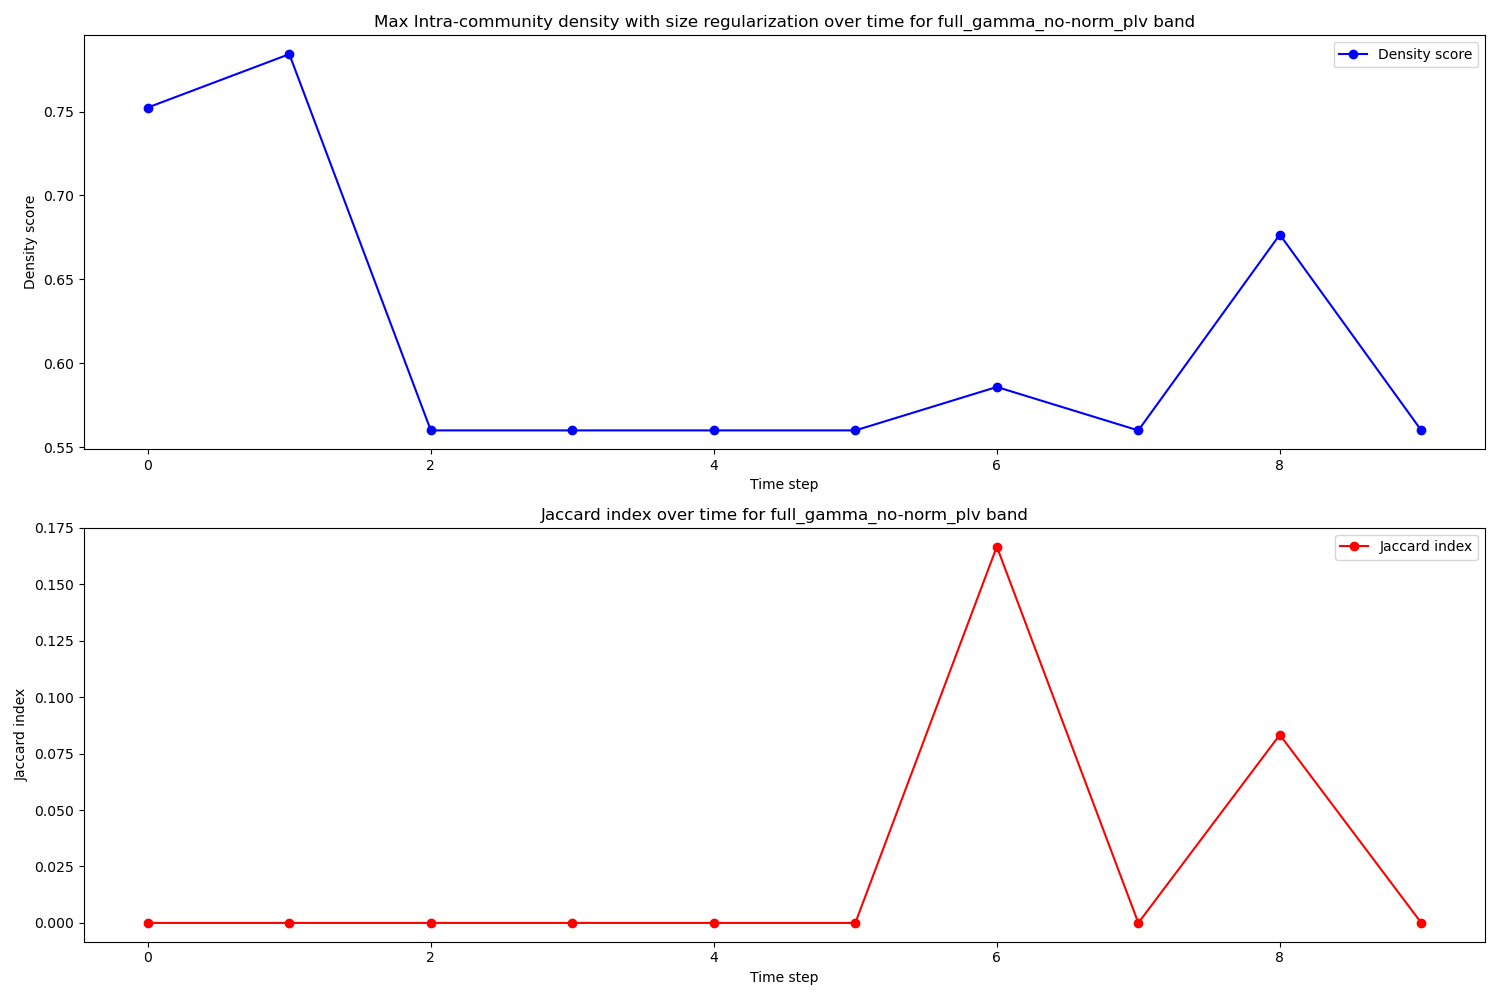 Max Intra-community density with size regularization over time for full_gamma_no-norm_plv band
Density score
0.75
0.70
0.65
0.60
0.55
Density score
0 2 4 6 8
Time step
Jaccard index over time for full_gamma_no-norm_plv band
Jaccard index
0.175
0.150
0.125
0.100
0.075
0.050
0.025
0.000
Jaccard index
0 2 4 6 8
Time step